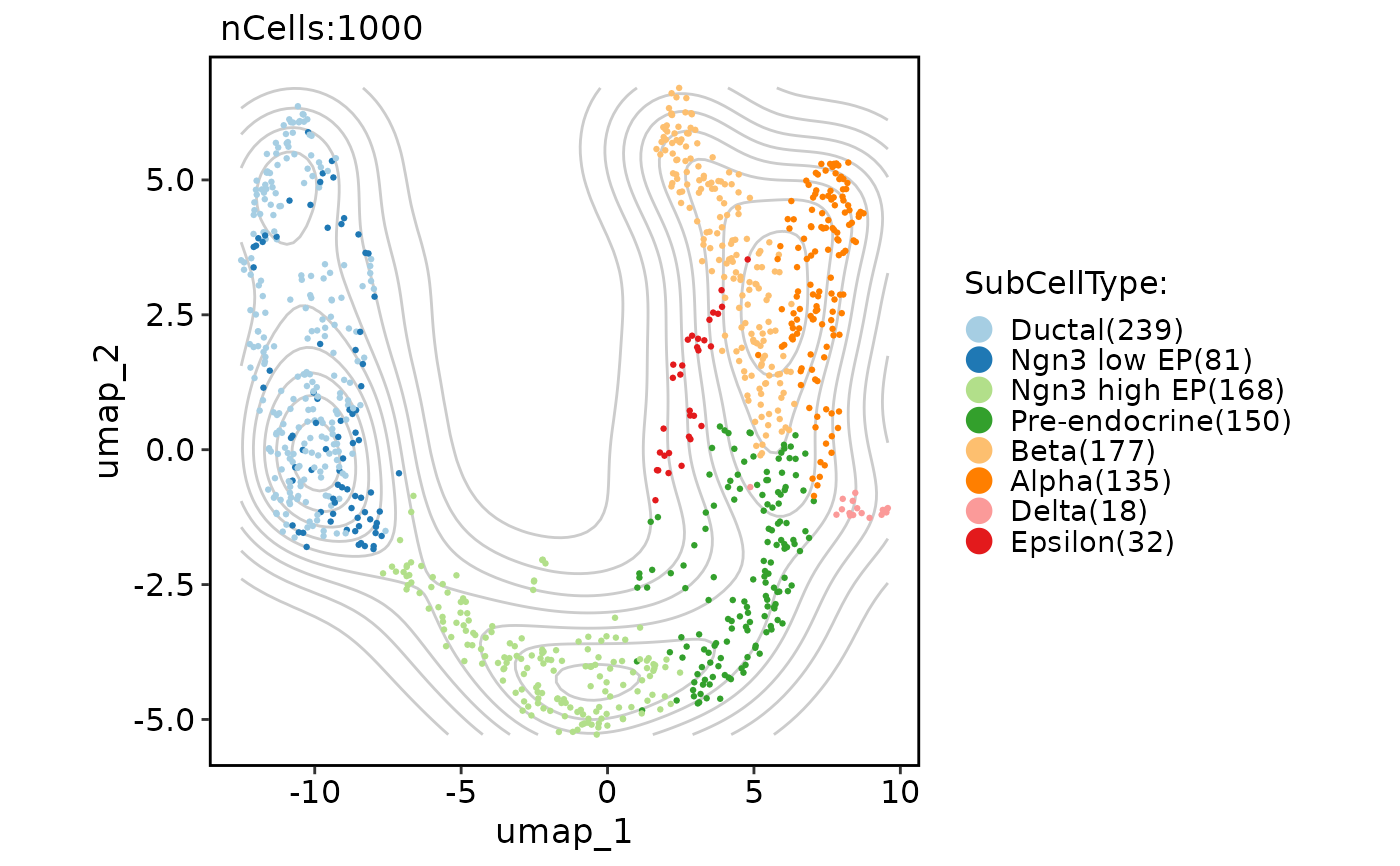 nCells:1000
umap_2
5.0
2.5
0.0
-2.5
-5.0
-10
-5
0
5
10
umap_1
SubCellType:
Ductal(239)
Ngn3 low EP(81)
Ngn3 high EP(168)
Pre-endocrine(150)
Beta(177)
Alpha(135)
Delta(18)
Epsilon(32)